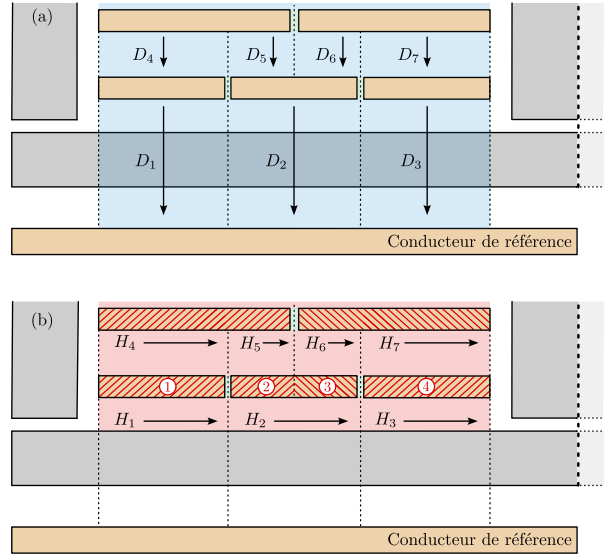 (a)
D₄ D₅ D₆ D₇
D₁ D₂ D₃
Conducteur de référence
(b)
H₄ H₅ H₆ H₇
① ② ③ ④
H₁ H₂ H₃
Conducteur de référence